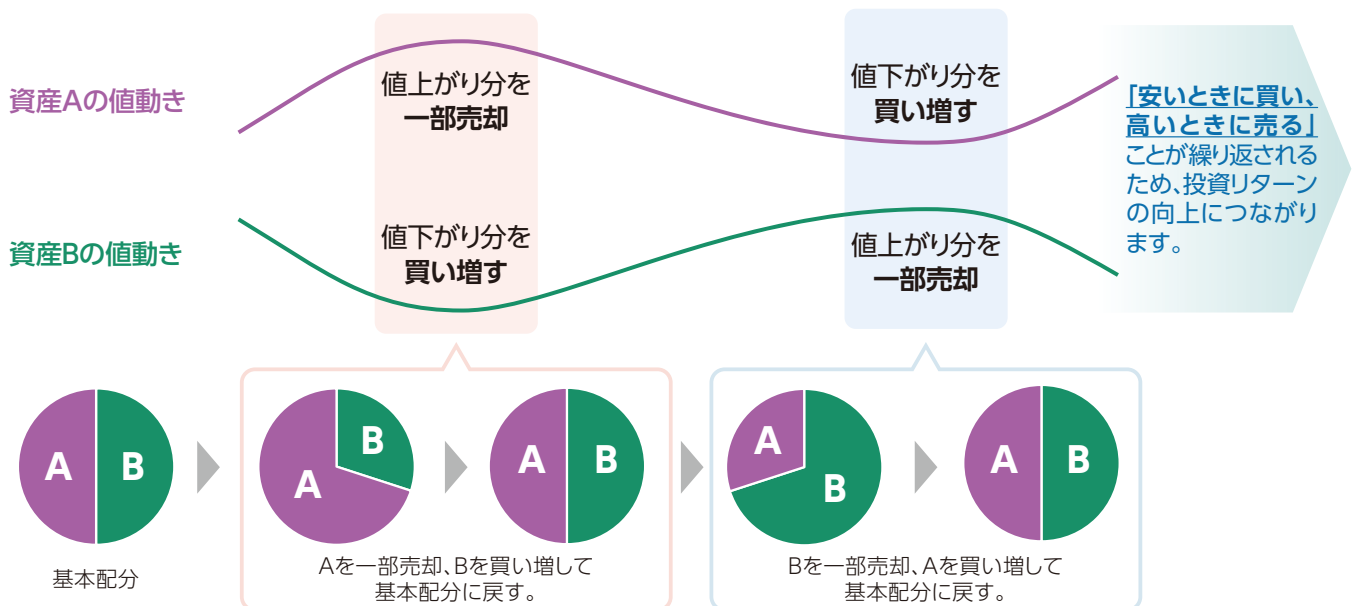 資産Aの値動き
値上がり分を
一部売却
値下がり分を
買い増す
「安いときに買い、
高いときに売る」
ことが繰り返される
ため、投資リターン
の向上につながり
ます。
資産Bの値動き
値下がり分を
買い増す
値上がり分を
一部売却
A
B
A
B
A
B
A
B
A
B
基本配分
Aを一部売却、Bを買い増して
基本配分に戻す。
Bを一部売却、Aを買い増して
基本配分に戻す。